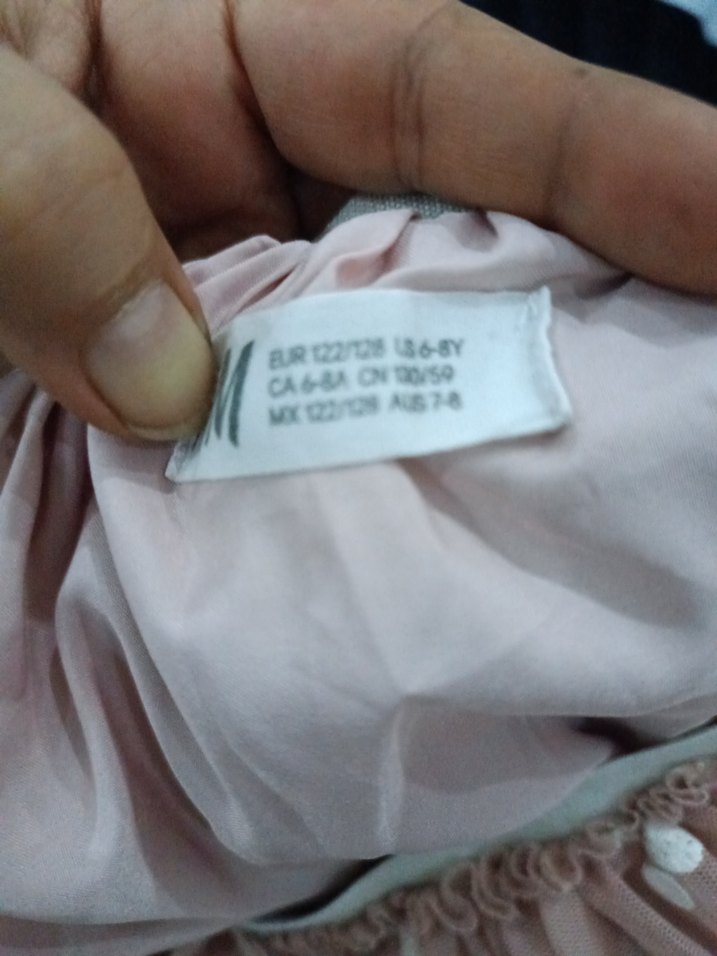 M
EUR 122/128 US 6-8Y
CA 6-8A CN 130/59
MX 122/128 AUS 7-8